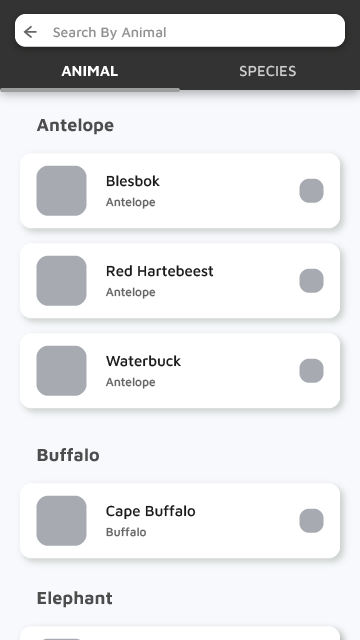 Search By Animal
ANIMAL
SPECIES
Antelope
Blesbok
Antelope
Red Hartebeest
Antelope
Waterbuck
Antelope
Buffalo
Cape Buffalo
Buffalo
Elephant